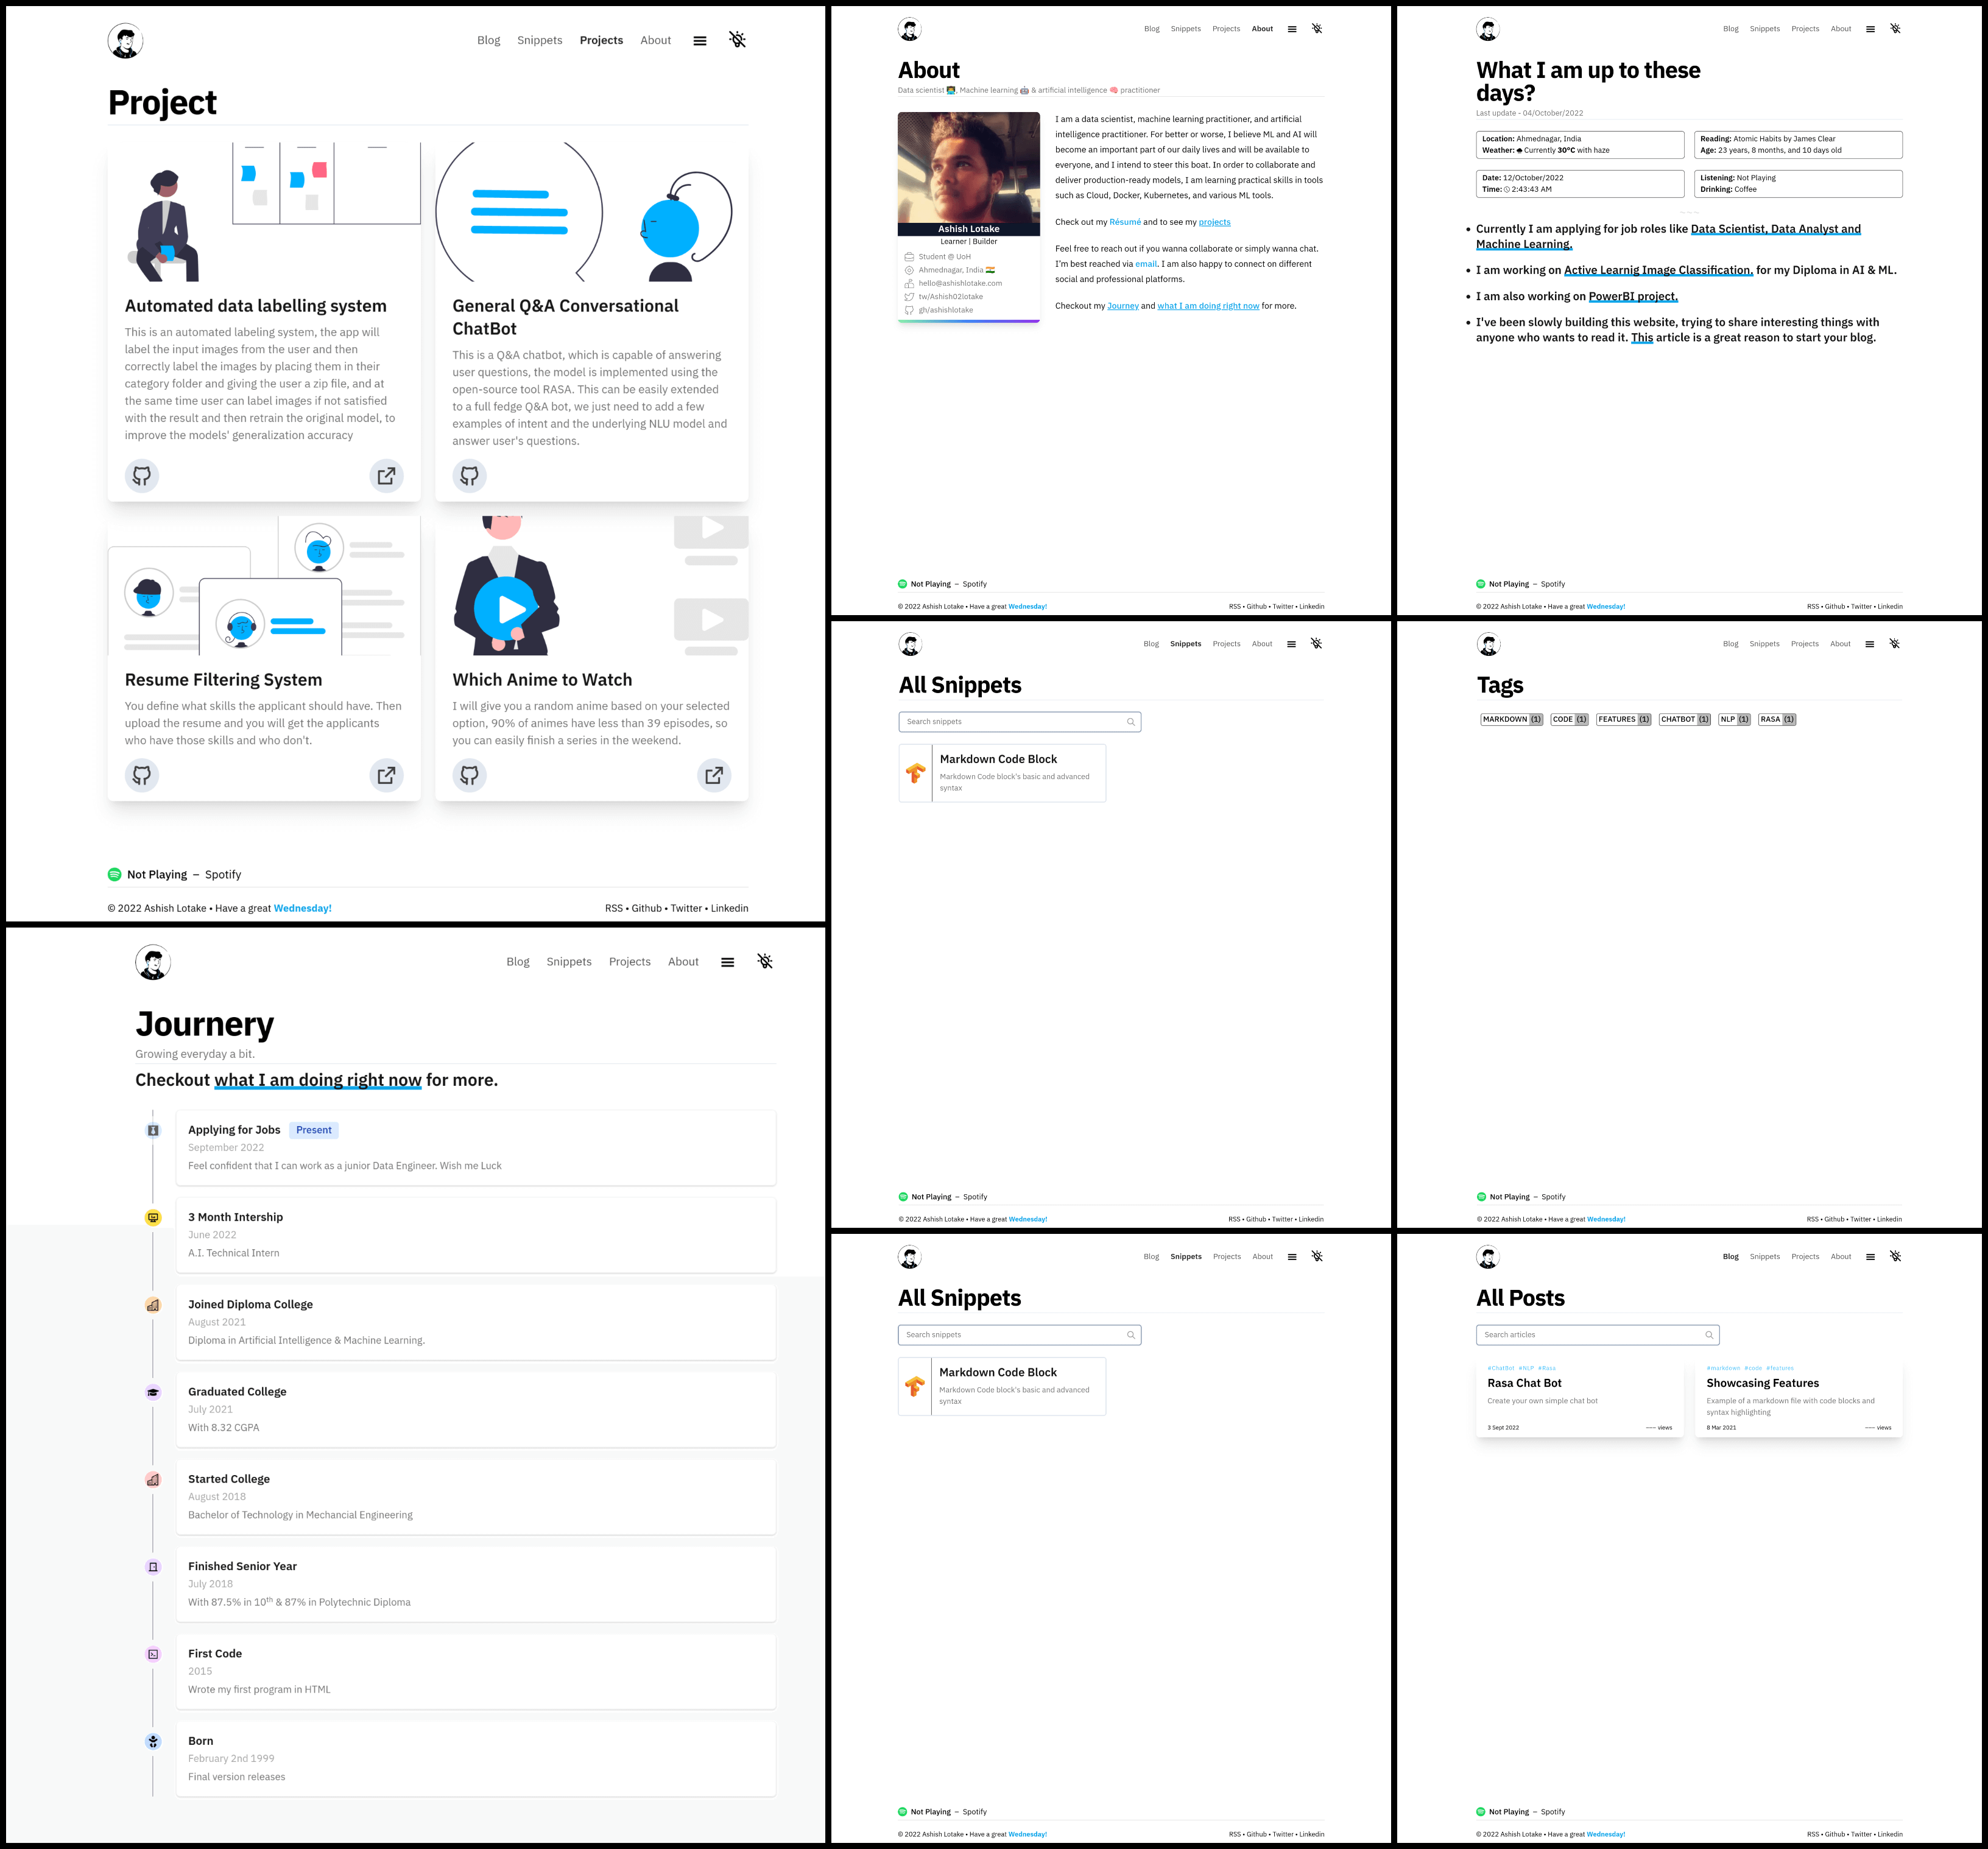 Blog Snippets Projects About
Project
Automated data labelling system
This is an automated labeling system, the app will
label the input images from the user and then
correctly label the images by placing them in their
category folder and giving the user a zip file, and at
the same time user can label images if not satisfied
with the result and then retrain the original model, to
improve the models' generalization accuracy
General Q&A Conversational
ChatBot
This is a Q&A chatbot, which is capable of answering
user questions, the model is implemented using the
open-source tool RASA. This can be easily extended
to a full fedge Q&A bot, we just need to add a few
examples of intent and the underlying NLU model and
answer user's questions.
Resume Filtering System
You define what skills the applicant should have. Then
upload the resume and you will get the applicants
who have those skills and who don't.
Which Anime to Watch
I will give you a random anime based on your selected
option, 90% of animes have less than 39 episodes, so
you can easily finish a series in the weekend.
Not Playing – Spotify
© 2022 Ashish Lotake • Have a great Wednesday!
RSS • Github • Twitter • Linkedin
Blog Snippets Projects About
Journery
Growing everyday a bit.
Checkout what I am doing right now for more.
Applying for Jobs Present
September 2022
Feel confident that I can work as a junior Data Engineer. Wish me Luck
3 Month Intership
June 2022
A.I. Technical Intern
Joined Diploma College
August 2021
Diploma in Artificial Intelligence & Machine Learning.
Graduated College
July 2021
With 8.32 CGPA
Started College
August 2018
Bachelor of Technology in Mechancial Engineering
Finished Senior Year
July 2018
With 87.5% in 10th & 87% in Polytechnic Diploma
First Code
2015
Wrote my first program in HTML
Born
February 2nd 1999
Final version releases
Blog Snippets Projects About
About
Data scientist 👨‍💻, Machine learning 🤖 & artificial intelligence 🧠 practitioner
Ashish Lotake
Learner | Builder
Student @ UoH
Ahmednagar, India 🇮🇳
hello@ashishlotake.com
tw/Ashish02lotake
gh/ashishlotake
I am a data scientist, machine learning practitioner, and artificial
intelligence practitioner. For better or worse, I believe ML and AI will
become an important part of our daily lives and will be available to
everyone, and I intend to steer this boat. In order to collaborate and
deliver production-ready models, I am learning practical skills in tools
such as Cloud, Docker, Kubernetes, and various ML tools.
Check out my Résumé and to see my projects
Feel free to reach out if you wanna collaborate or simply wanna chat.
I'm best reached via email. I am also happy to connect on different
social and professional platforms.
Checkout my Journey and what I am doing right now for more.
Not Playing – Spotify
© 2022 Ashish Lotake • Have a great Wednesday!
RSS • Github • Twitter • Linkedin
Blog Snippets Projects About
What I am up to these
days?
Last update - 04/October/2022
Location: Ahmednagar, India
Weather: Currently 30°C with haze
Reading: Atomic Habits by James Clear
Age: 23 years, 8 months, and 10 days old
Date: 12/October/2022
Time: 2:43:43 AM
Listening: Not Playing
Drinking: Coffee
~~~
• Currently I am applying for job roles like Data Scientist, Data Analyst and
Machine Learning.
• I am working on Active Learnig Image Classification, for my Diploma in AI & ML.
• I am also working on PowerBI project.
• I've been slowly building this website, trying to share interesting things with
anyone who wants to read it. This article is a great reason to start your blog.
Not Playing – Spotify
© 2022 Ashish Lotake • Have a great Wednesday!
RSS • Github • Twitter • Linkedin
Blog Snippets Projects About
All Snippets
Search snippets
Markdown Code Block
Markdown Code block's basic and advanced
syntax
Not Playing – Spotify
© 2022 Ashish Lotake • Have a great Wednesday!
RSS • Github • Twitter • Linkedin
Blog Snippets Projects About
Tags
MARKDOWN (1) CODE (1) FEATURES (1) CHATBOT (1) NLP (1) RASA (1)
Not Playing – Spotify
© 2022 Ashish Lotake • Have a great Wednesday!
RSS • Github • Twitter • Linkedin
Blog Snippets Projects About
All Snippets
Search snippets
Markdown Code Block
Markdown Code block's basic and advanced
syntax
Not Playing – Spotify
© 2022 Ashish Lotake • Have a great Wednesday!
RSS • Github • Twitter • Linkedin
Blog Snippets Projects About
All Posts
Search articles
#ChatBot #NLP #Rasa
Rasa Chat Bot
Create your own simple chat bot
3 Sept 2022
––– views
#markdown #code #features
Showcasing Features
Example of a markdown file with code blocks and
syntax highlighting
8 Mar 2021
––– views
Not Playing – Spotify
© 2022 Ashish Lotake • Have a great Wednesday!
RSS • Github • Twitter • Linkedin